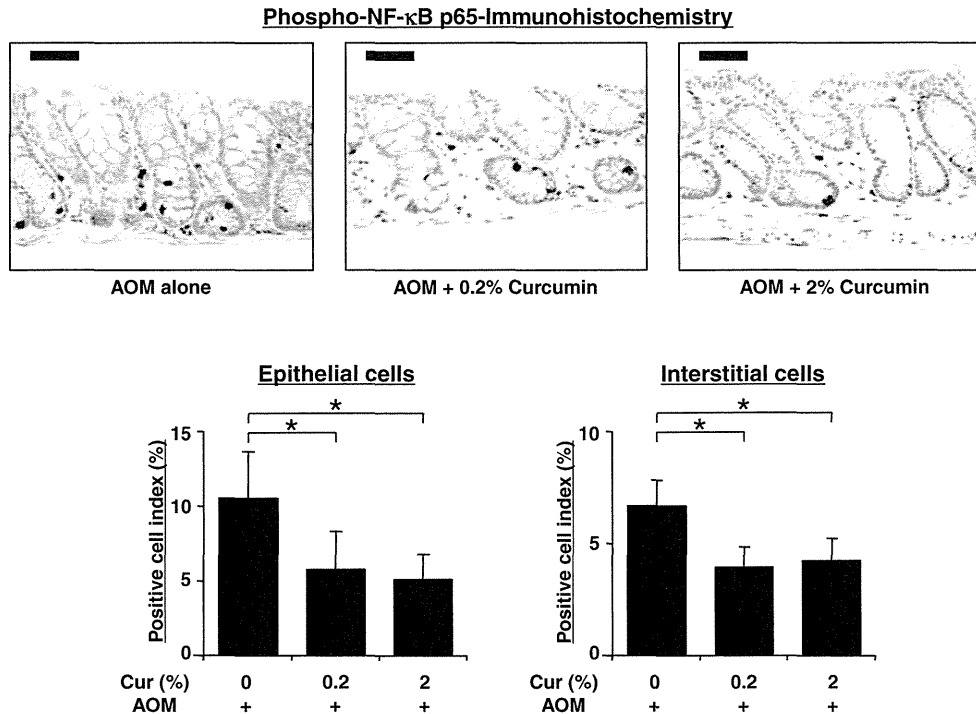 Phospho-NF-κB p65-Immunohistochemistry
AOM alone
AOM + 0.2% Curcumin
AOM + 2% Curcumin
Epithelial cells
*
*
Positive cell index (%)
15
10
5
0
Cur (%) 0 0.2 2
AOM + + +
Interstitial cells
*
*
Positive cell index (%)
10
5
0
Cur (%) 0 0.2 2
AOM + + +